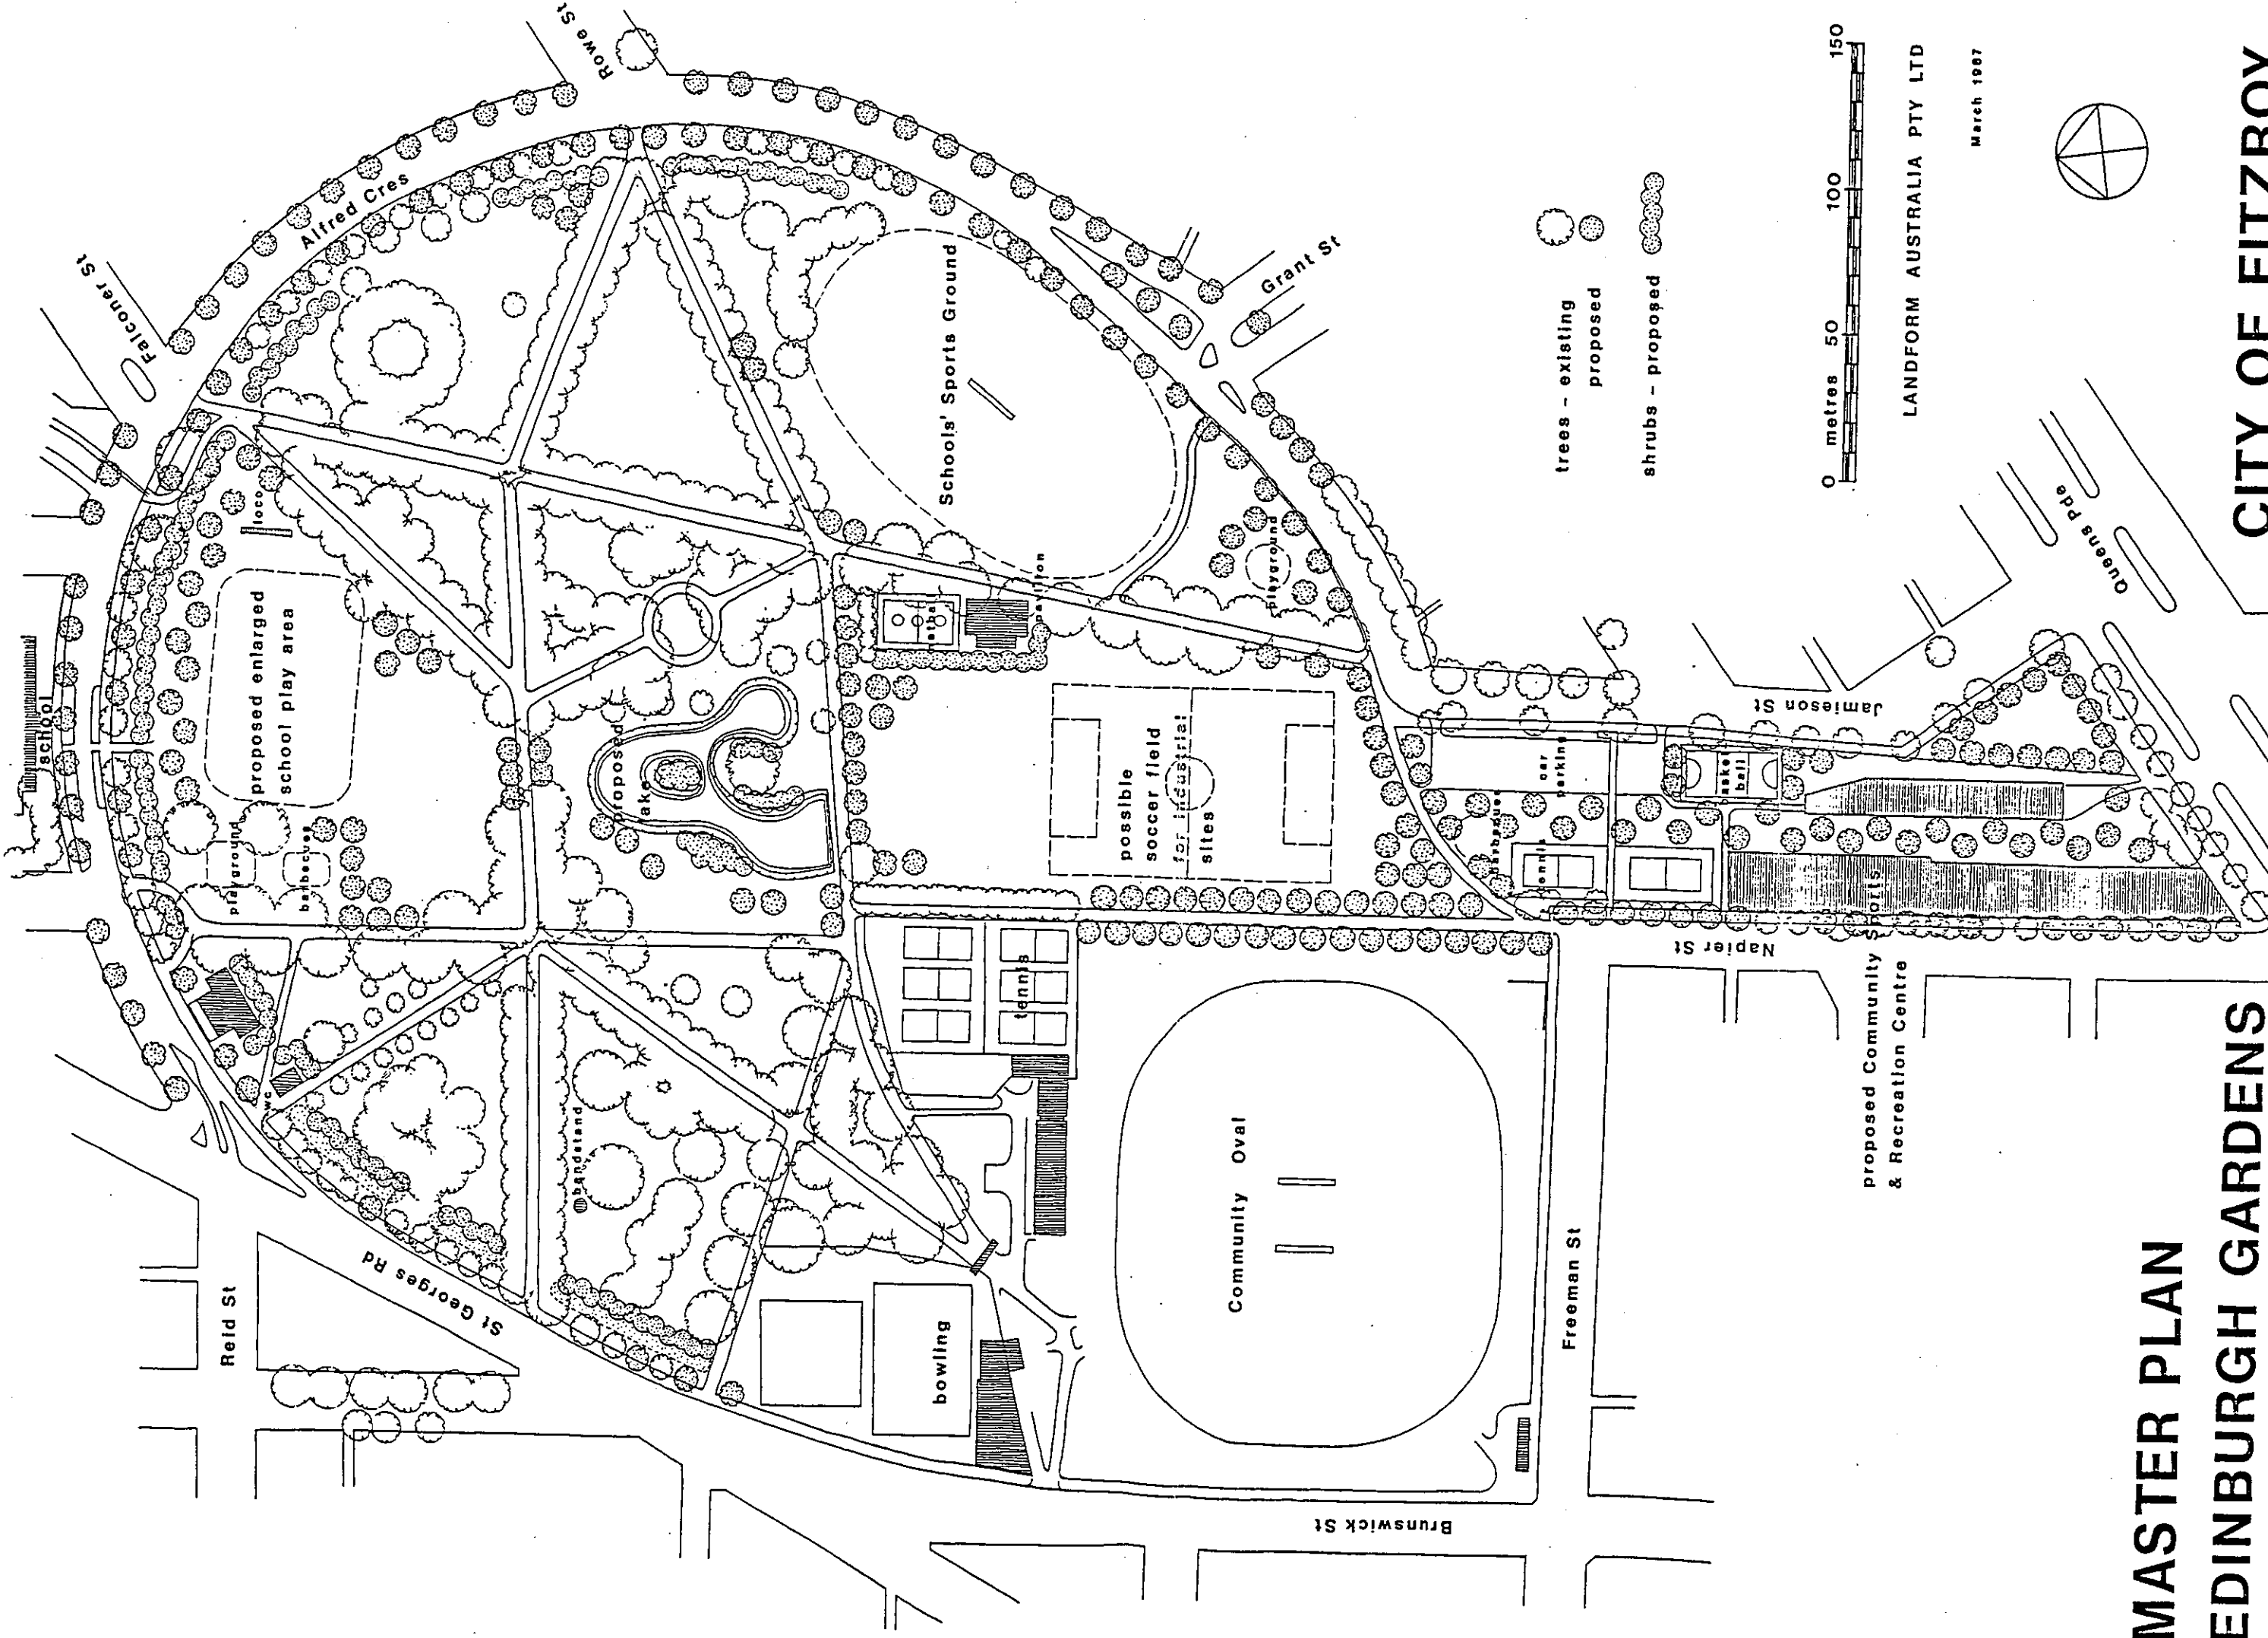 MASTER PLAN
EDINBURGH GARDENS
CITY OF FITZROY
Falconer St
Alfred Cres
Rowe St
Grant St
school
loco
proposed enlarged
school play area
playground
barbecues
wc
Reid St
St Georges Rd
bandstand
proposed
lake
Schools' Sports Ground
pavilion
playground
possible
soccer field
for industrial
sites
tennis
bowling
Community Oval
Brunswick St
Freeman St
Napier St
Jamieson St
Queens Pde
car
parking
barbecues
tennis
basket
ball
proposed Community Sports
& Recreation Centre
trees – existing
proposed
shrubs – proposed
0 metres 50 100 150
LANDFORM AUSTRALIA PTY LTD
March 1987